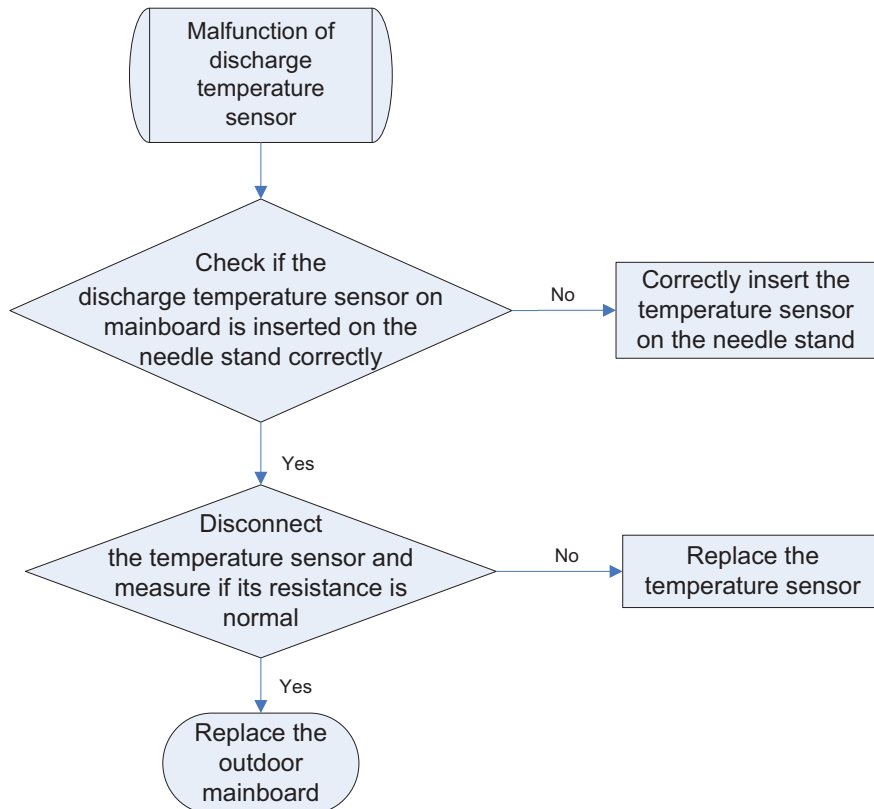 Malfunction of
discharge
temperature
sensor
Check if the
discharge temperature sensor on
mainboard is inserted on the
needle stand correctly
No
Correctly insert the
temperature sensor
on the needle stand
Yes
Disconnect
the temperature sensor and
measure if its resistance is
normal
No
Replace the
temperature sensor
Yes
Replace the
outdoor
mainboard